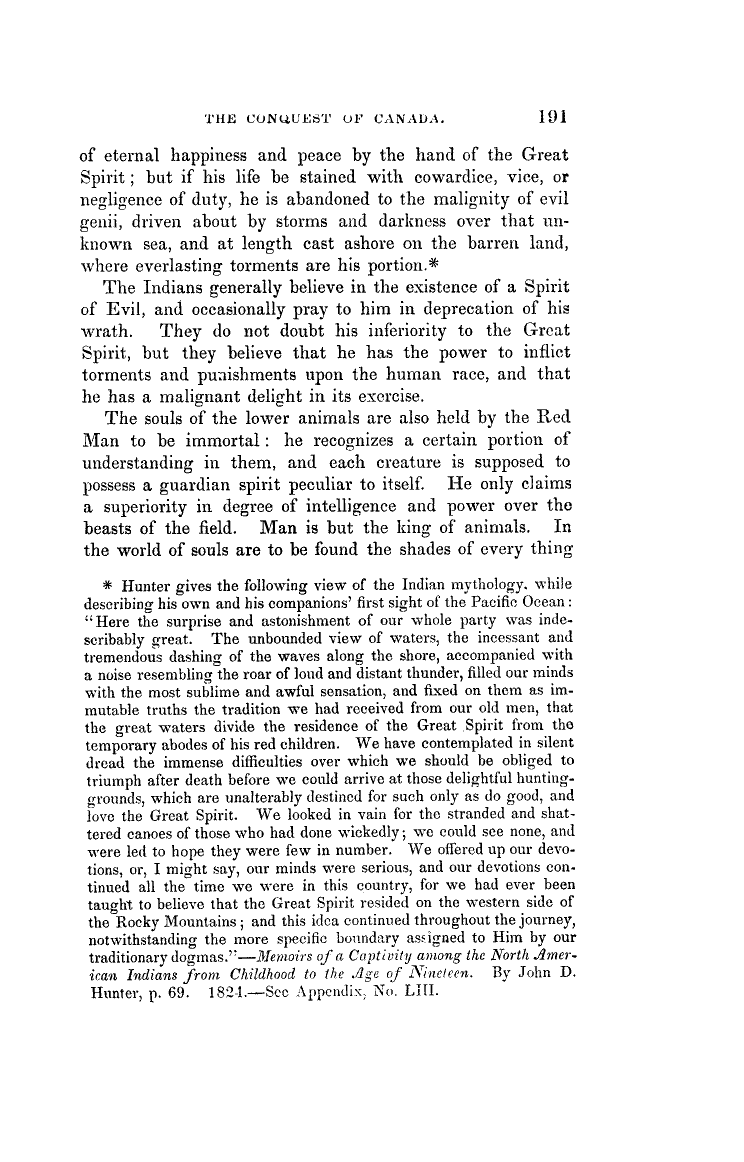 THE CONQUEST OF CANADA. 191
of eternal happiness and peace by the hand of the Great
Spirit; but if his life be stained with cowardice, vice, or
negligence of duty, he is abandoned to the malignity of evil
genii, driven about by storms and darkness over that un-
known sea, and at length cast ashore on the barren land,
where everlasting torments are his portion.*
The Indians generally believe in the existence of a Spirit
of Evil, and occasionally pray to him in deprecation of his
wrath. They do not doubt his inferiority to the Great
Spirit, but they believe that he has the power to inflict
torments and punishments upon the human race, and that
he has a malignant delight in its exercise.
The souls of the lower animals are also held by the Red
Man to be immortal: he recognizes a certain portion of
understanding in them, and each creature is supposed to
possess a guardian spirit peculiar to itself. He only claims
a superiority in degree of intelligence and power over the
beasts of the field. Man is but the king of animals. In
the world of souls are to be found the shades of every thing
* Hunter gives the following view of the Indian mythology, while
describing his own and his companions' first sight of the Pacific Ocean:
"Here the surprise and astonishment of our whole party was inde-
scribably great. The unbounded view of waters, the incessant and
tremendous dashing of the waves along the shore, accompanied with
a noise resembling the roar of loud and distant thunder, filled our minds
with the most sublime and awful sensation, and fixed on them as im-
mutable truths the tradition we had received from our old men, that
the great waters divide the residence of the Great Spirit from the
temporary abodes of his red children. We have contemplated in silent
dread the immense difficulties over which we should be obliged to
triumph after death before we could arrive at those delightful hunting-
grounds, which are unalterably destined for such only as do good, and
love the Great Spirit. We looked in vain for the stranded and shat-
tered canoes of those who had done wickedly; we could see none, and
were led to hope they were few in number. We offered up our devo-
tions, or, I might say, our minds were serious, and our devotions con-
tinued all the time we were in this country, for we had ever been
taught to believe that the Great Spirit resided on the western side of
the Rocky Mountains; and this idea continued throughout the journey,
notwithstanding the more specific boundary assigned to Him by our
traditionary dogmas."—Memoirs of a Captivity among the North Amer-
ican Indians from Childhood to the Age of Nineteen. By John D.
Hunter, p. 69. 1824.—See Appendix, No. LIII.